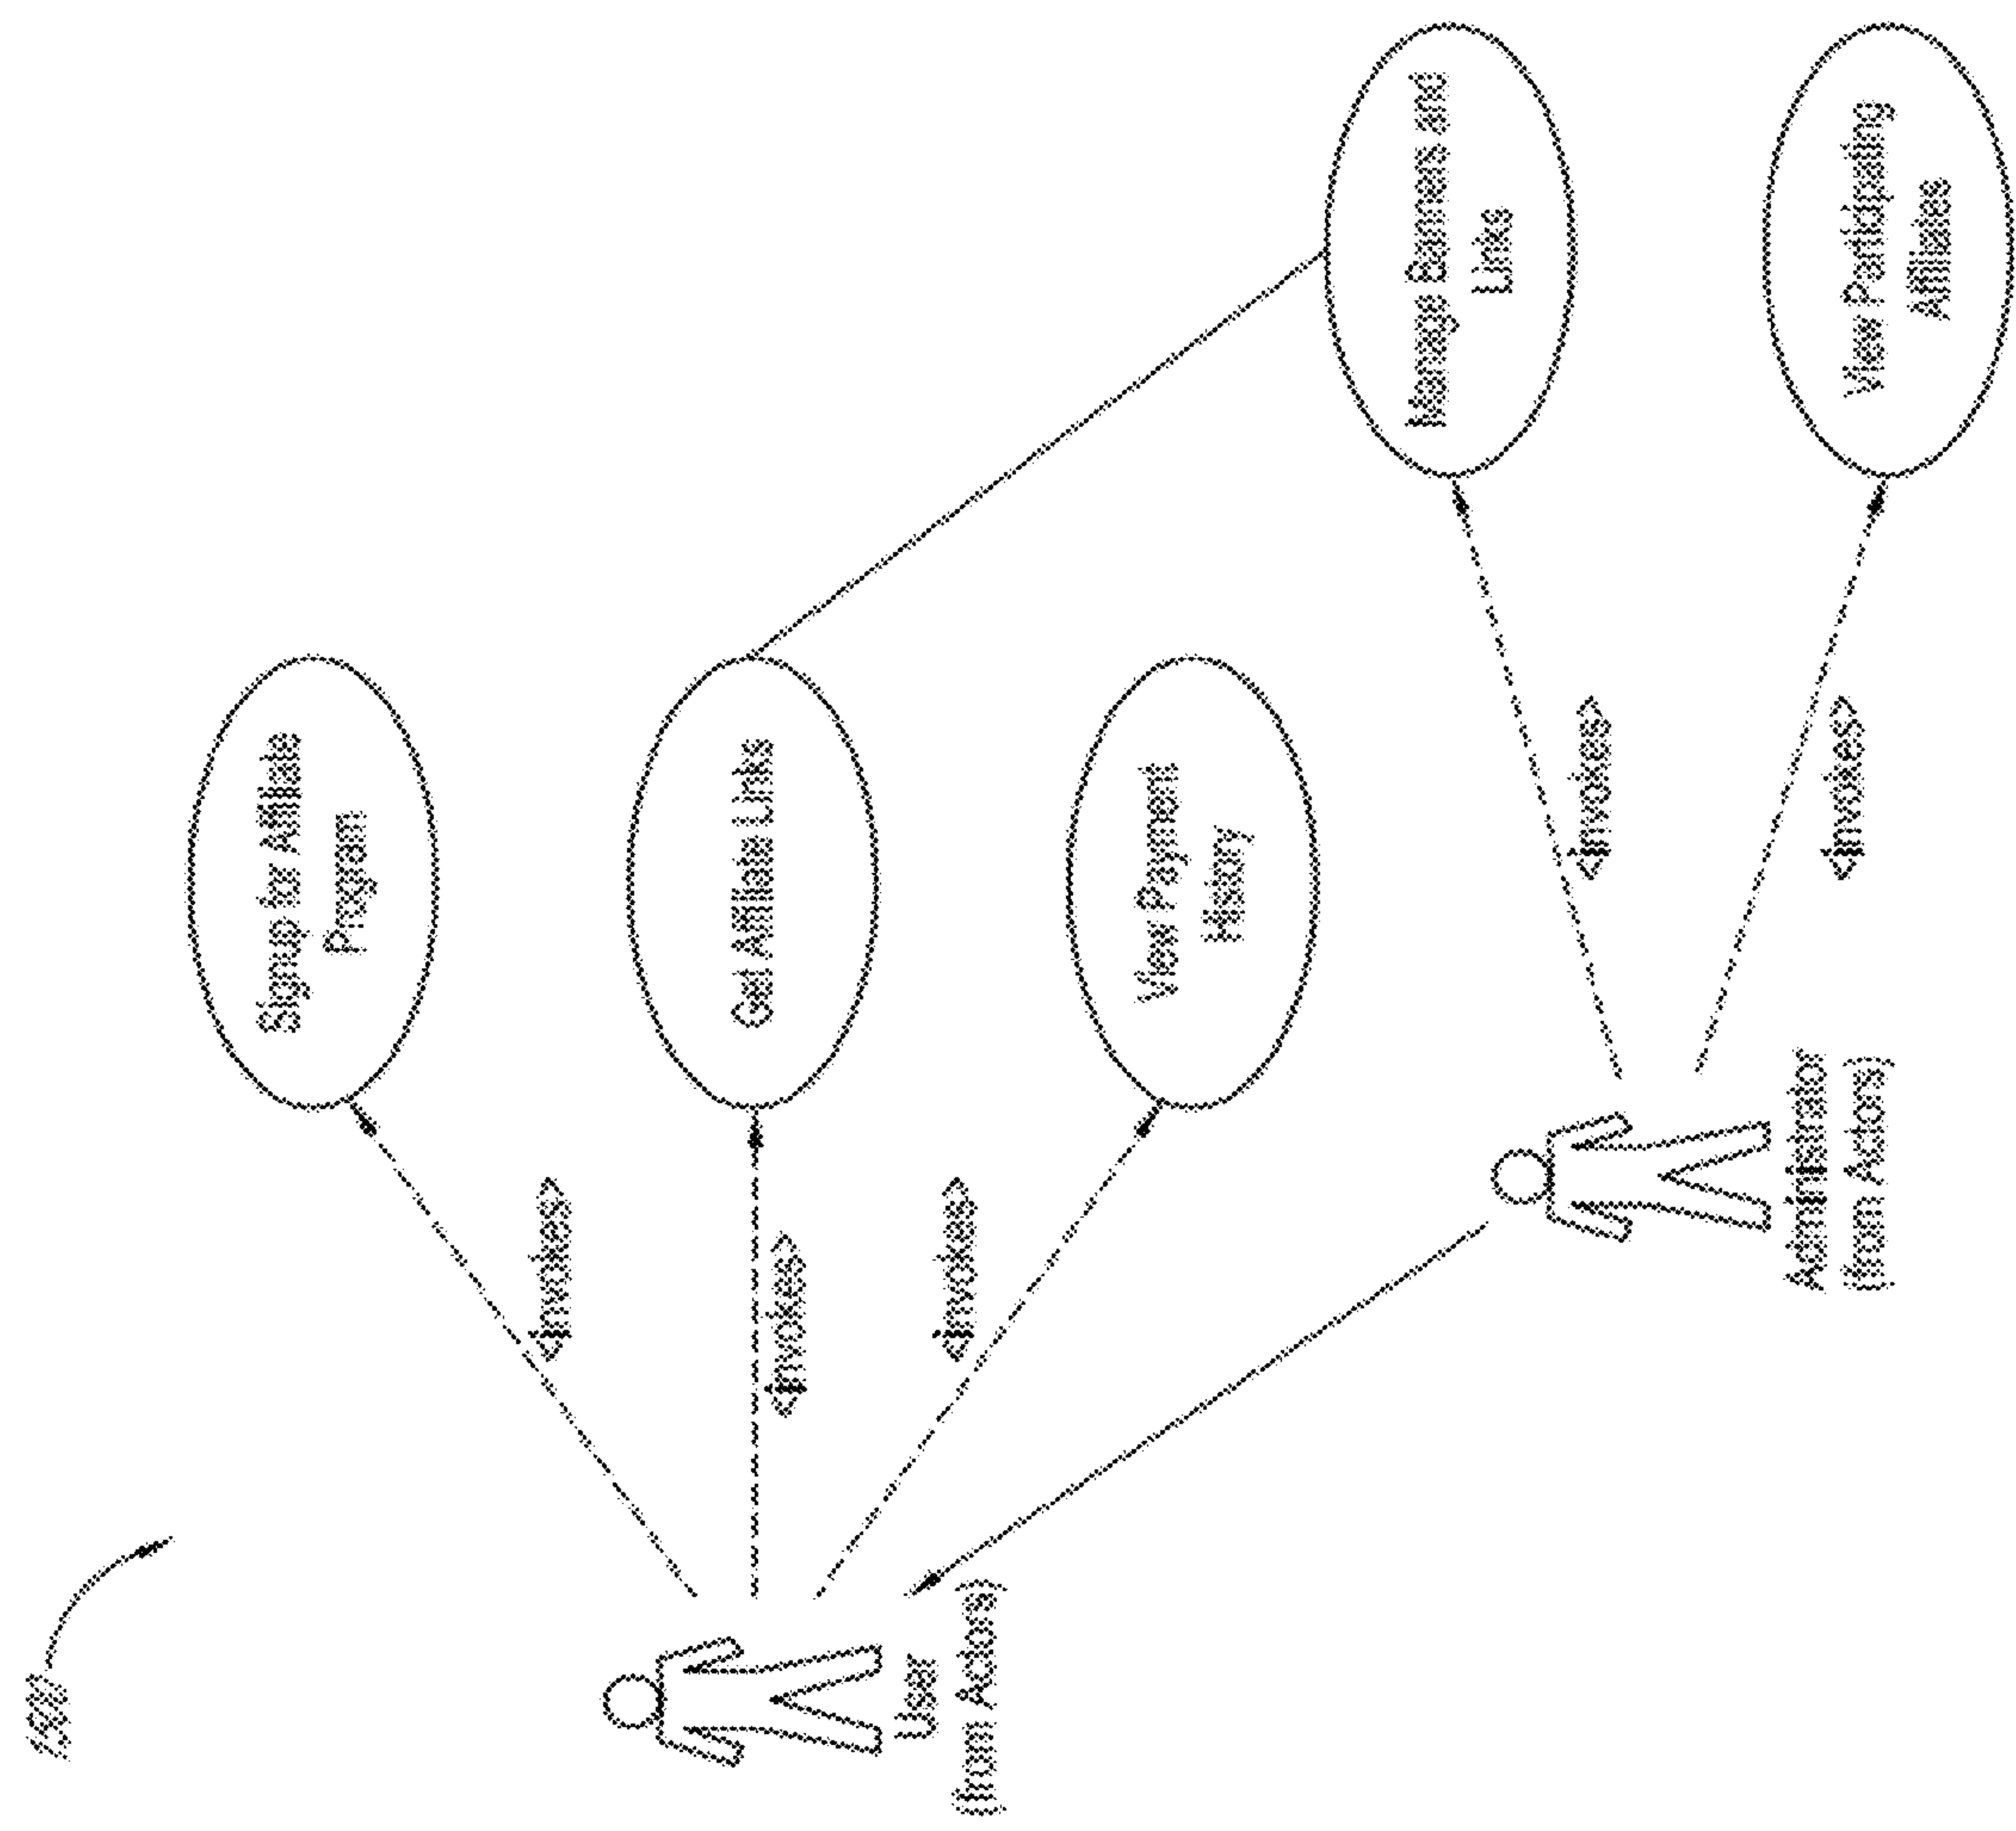 Signup for Affiliate
Program
<invokes>
Get Affiliate Links
<invokes>
View Payment
History
<invokes>
User
(from Actors)
Manage Banners and
Links
<invokes>
View Participating
Affiliates
<invokes>
Administrator
(from Actors)